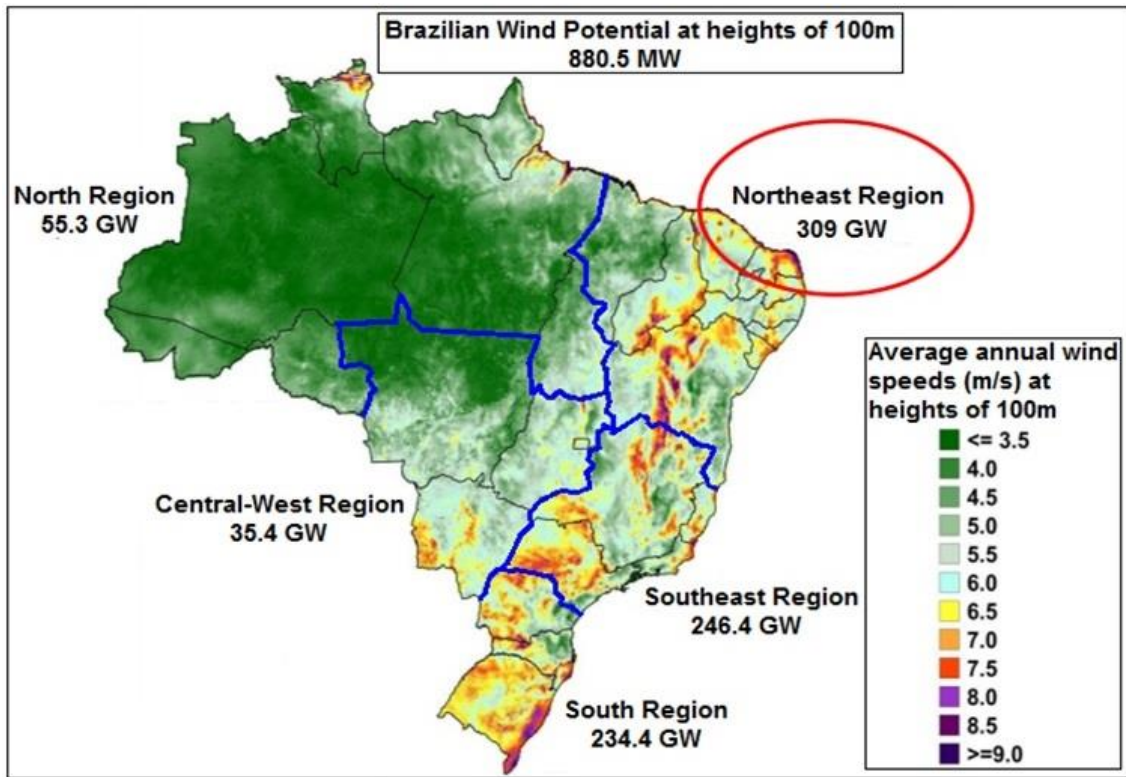 Brazilian Wind Potential at heights of 100m
880.5 MW
North Region
55.3 GW
Northeast Region
309 GW
Central-West Region
35.4 GW
Southeast Region
246.4 GW
South Region
234.4 GW
Average annual wind
speeds (m/s) at
heights of 100m
<= 3.5
4.0
4.5
5.0
5.5
6.0
6.5
7.0
7.5
8.0
8.5
>=9.0